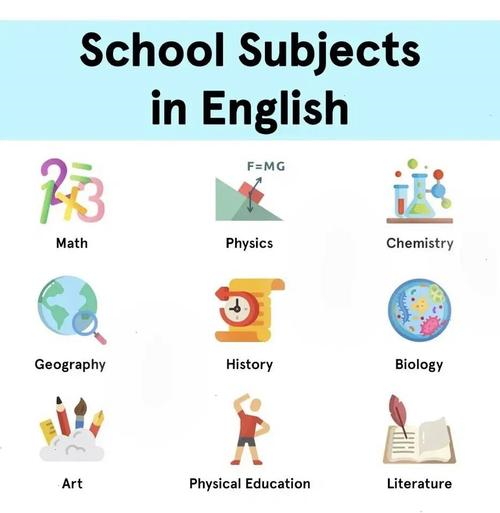 School Subjects
in English
F=MG
Math
Physics
Chemistry
Geography
History
Biology
Art
Physical Education
Literature